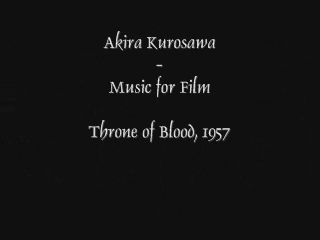 Akira Kurosawa
-
Music for Film
Throne of Blood, 1957